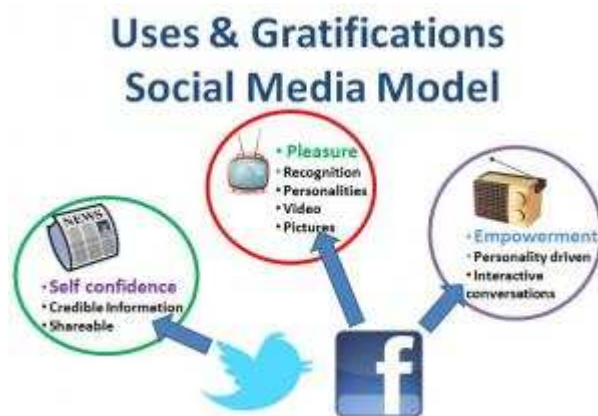 Uses & Gratifications
Social Media Model
• Pleasure
• Recognition
• Personalities
• Video
• Pictures
NEWS
• Self confidence
• Credible Information
• Shareable
• Empowerment
• Personality driven
• Interactive
conversations
f